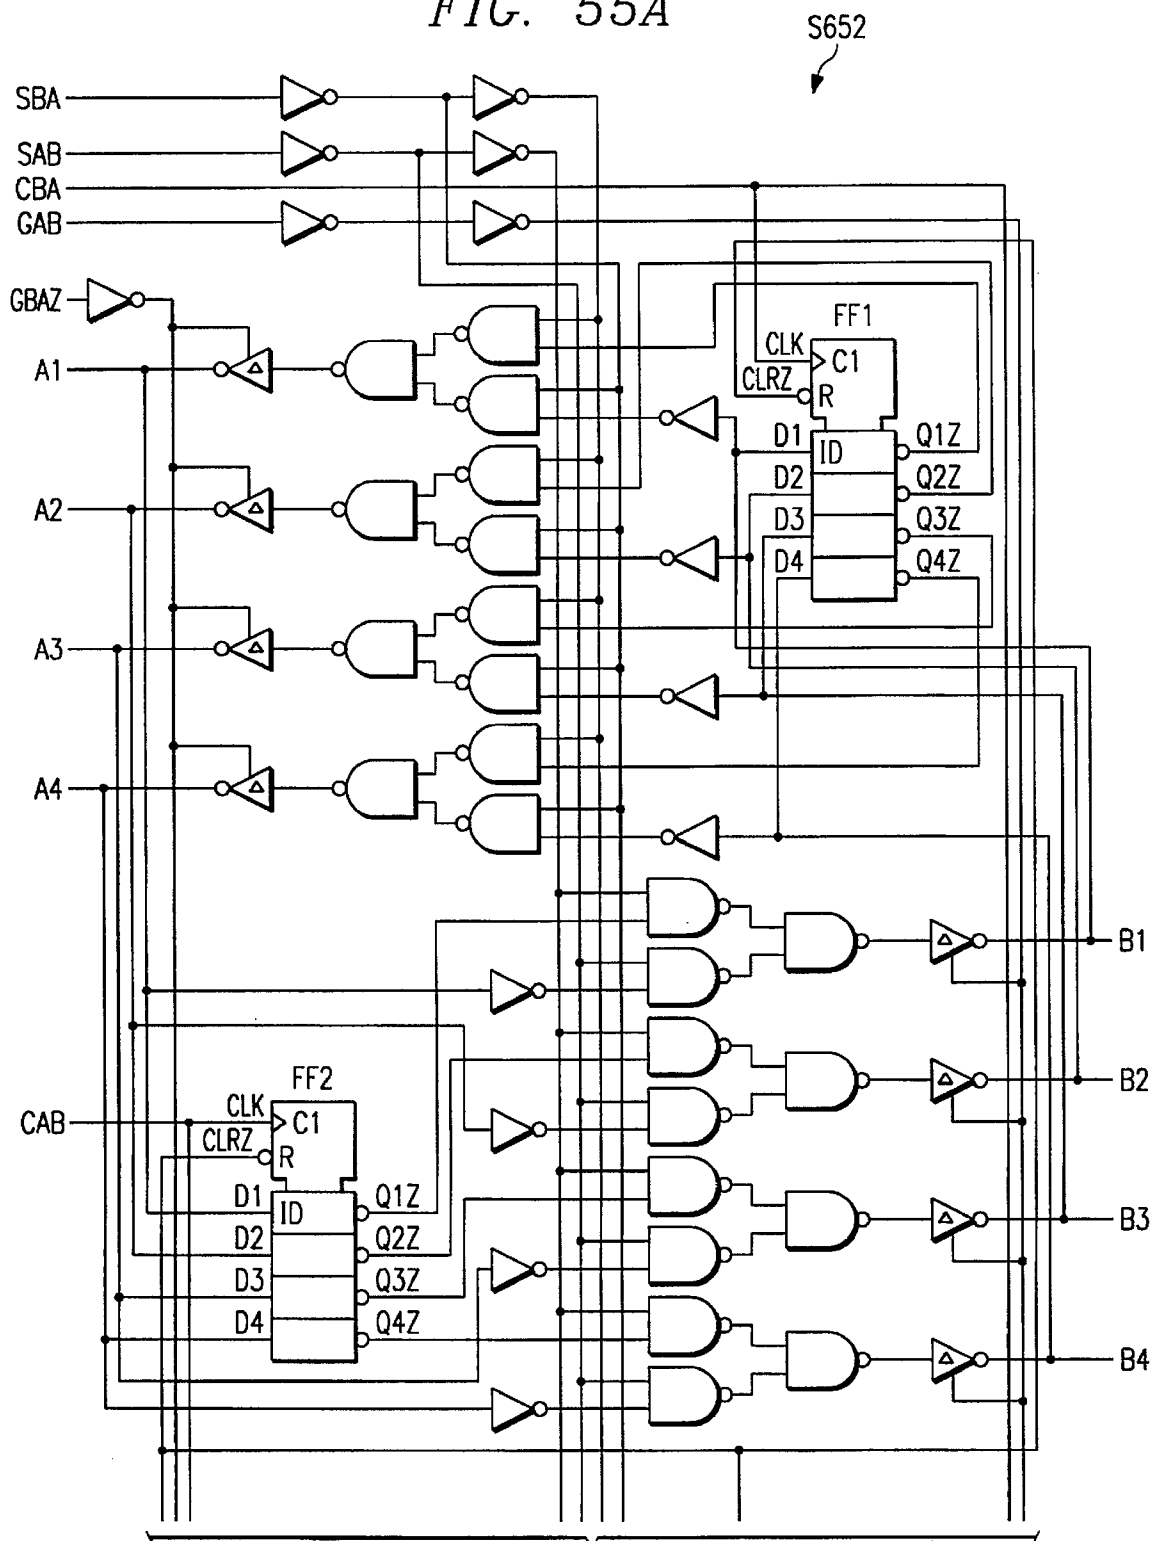 FIG. 55A
S652
SBA
SAB
CBA
GAB
GBAZ
FF1
CLK
C1
A1
CLRZ
R
D1
ID
Q1Z
D2
Q2Z
A2
D3
Q3Z
D4
Q4Z
A3
A4
B1
FF2
B2
CAB
CLK
C1
CLRZ
R
D1
ID
Q1Z
B3
D2
Q2Z
D3
Q3Z
D4
Q4Z
B4